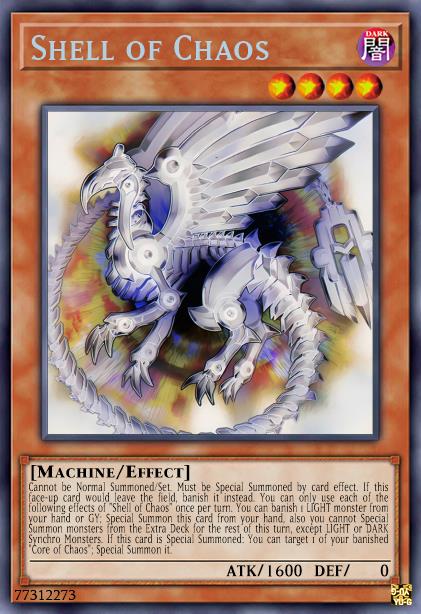 Shell of Chaos
DARK
闇
[Machine/Effect]
Cannot be Normal Summoned/Set. Must be Special Summoned by card effect. If this
face-up card would leave the field, banish it instead. You can only use each of the
following effects of "Shell of Chaos" once per turn. You can banish 1 LIGHT monster from
your hand or GY; Special Summon this card from your hand, also you cannot Special
Summon monsters from the Extra Deck for the rest of this turn, except LIGHT or DARK
Synchro Monsters. If this card is Special Summoned: You can target 1 of your banished
"Core of Chaos"; Special Summon it.
ATK/1600 DEF/ 0
77312273